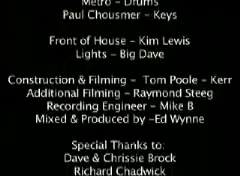 Metro - Drums
Paul Chousmer - Keys
Front of House - Kim Lewis
Lights - Big Dave
Construction & Filming - Tom Poole - Kerr
Additional Filming - Raymond Steeg
Recording Engineer - Mike B
Mixed & Produced by -Ed Wynne
Special Thanks to:
Dave & Chrissie Brock
Richard Chadwick